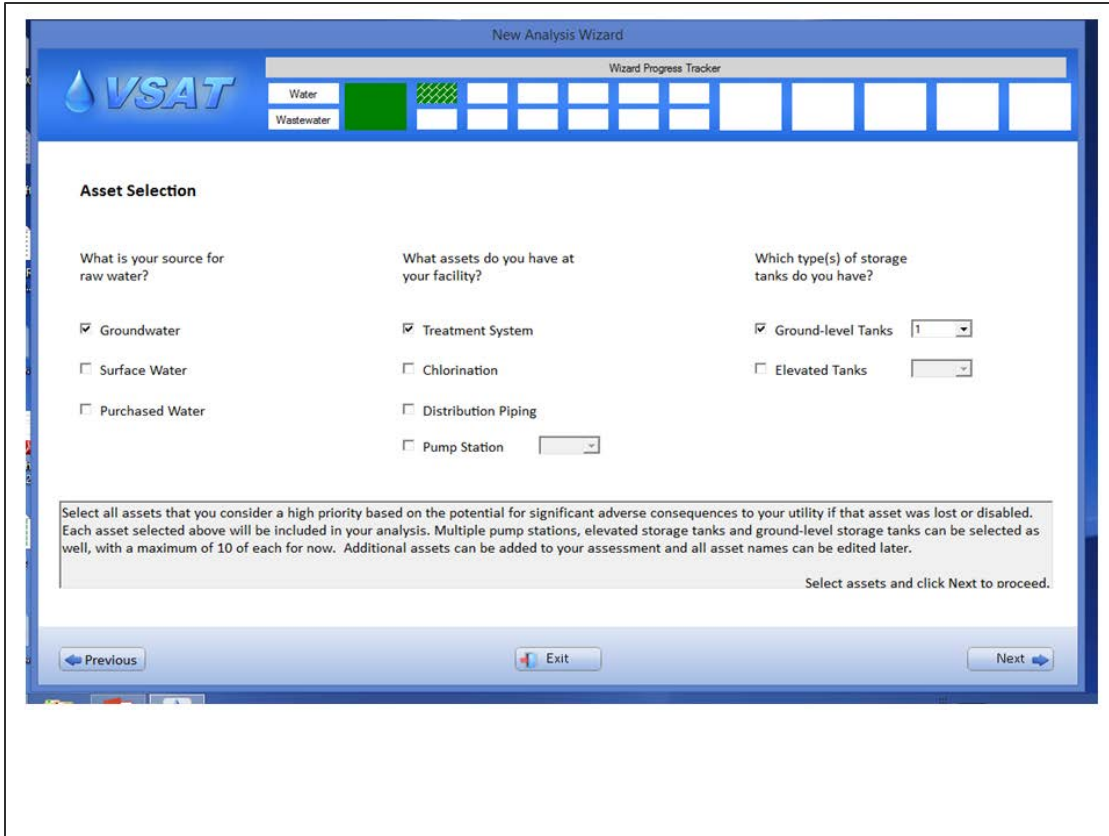 New Analysis Wizard
VSAT
Wizard Progress Tracker
Water
Wastewater
Asset Selection
What is your source for
raw water?
Groundwater
Surface Water
Purchased Water
What assets do you have at
your facility?
Treatment System
Chlorination
Distribution Piping
Pump Station
Which type(s) of storage
tanks do you have?
Ground-level Tanks 1
Elevated Tanks
Select all assets that you consider a high priority based on the potential for significant adverse consequences to your utility if that asset was lost or disabled.
Each asset selected above will be included in your analysis. Multiple pump stations, elevated storage tanks and ground-level storage tanks can be selected as
well, with a maximum of 10 of each for now. Additional assets can be added to your assessment and all asset names can be edited later.
Select assets and click Next to proceed.
Previous
Exit
Next